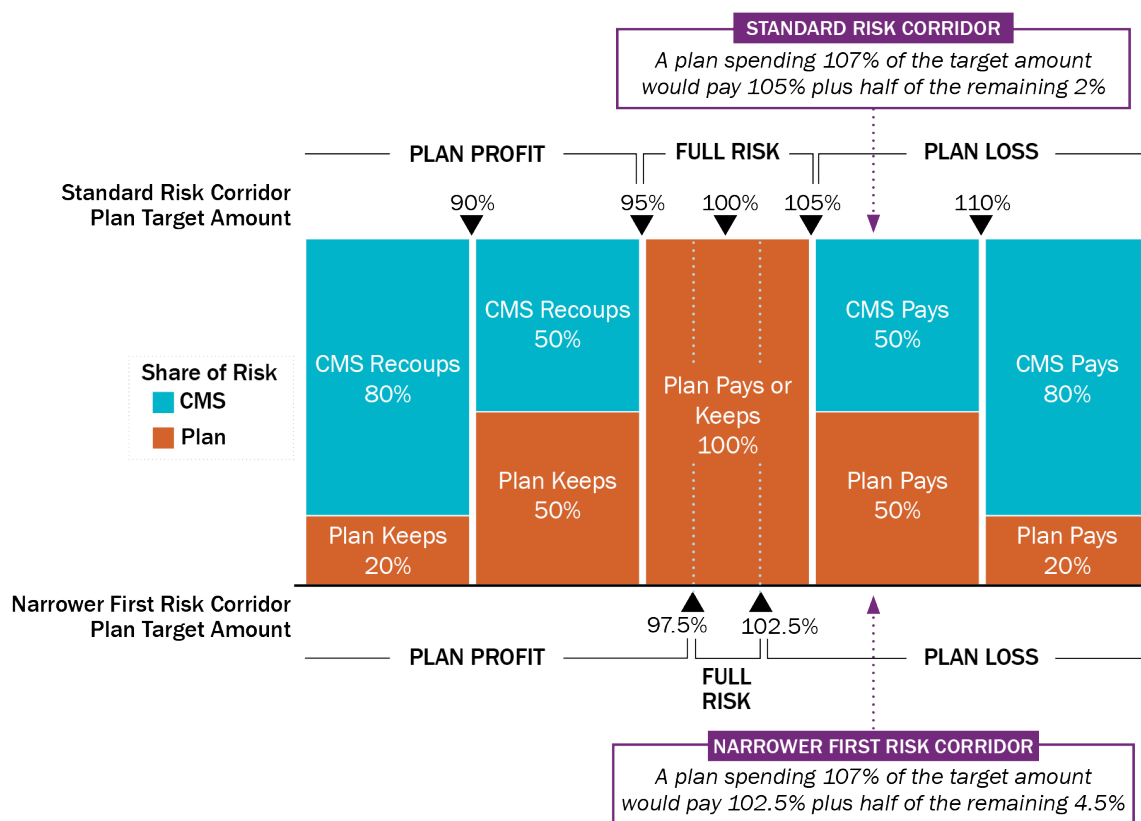 STANDARD RISK CORRIDOR
A plan spending 107% of the target amount
would pay 105% plus half of the remaining 2%
PLAN PROFIT
FULL RISK
PLAN LOSS
Standard Risk Corridor
Plan Target Amount
90%
95%
100%
105%
110%
CMS Recoups
80%
Plan Keeps
20%
CMS Recoups
50%
Plan Keeps
50%
Plan Pays or
Keeps
100%
CMS Pays
50%
Plan Pays
50%
CMS Pays
80%
Plan Pays
20%
Share of Risk
CMS
Plan
Narrower First Risk Corridor
Plan Target Amount
97.5%
102.5%
PLAN PROFIT
FULL
RISK
PLAN LOSS
NARROWER FIRST RISK CORRIDOR
A plan spending 107% of the target amount
would pay 102.5% plus half of the remaining 4.5%